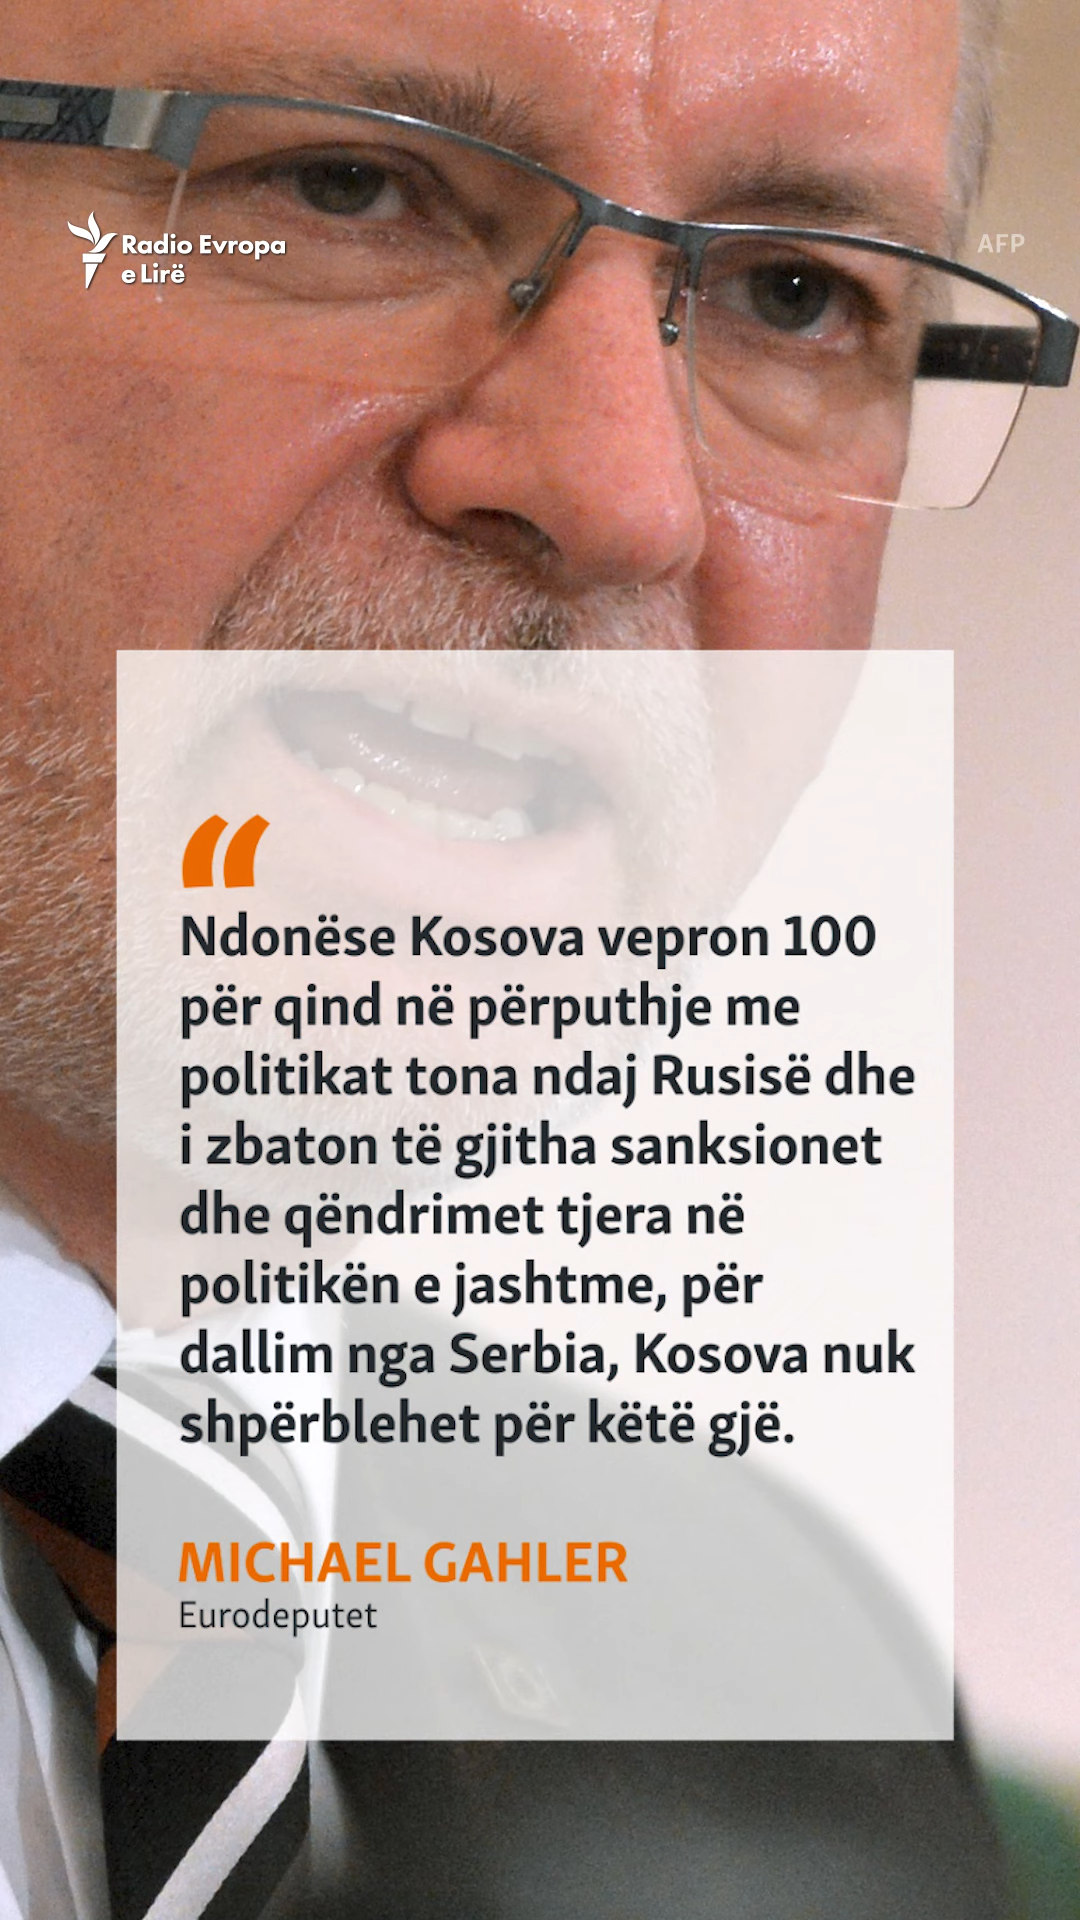 Radio Evropa
e Lirë
AFP
“
Ndonëse Kosova vepron 100
për qind në përputhje me
politikat tona ndaj Rusisë dhe
i zbaton të gjitha sanksionet
dhe qëndrimet tjera në
politikën e jashtme, për
dallim nga Serbia, Kosova nuk
shpërblehet për këtë gjë.
MICHAEL GAHLER
Eurodeputet